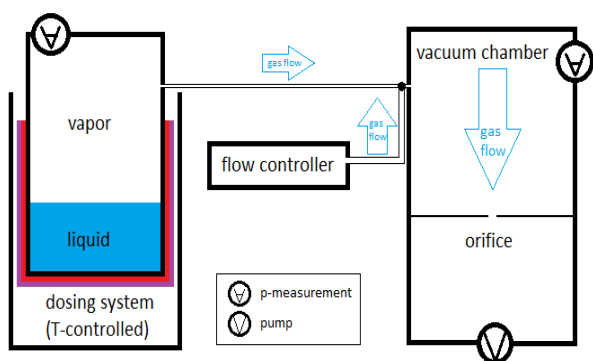 vapor
liquid
dosing system
(T-controlled)
gas flow
gas
flow
flow controller
vacuum chamber
gas
flow
orifice
p-measurement
pump